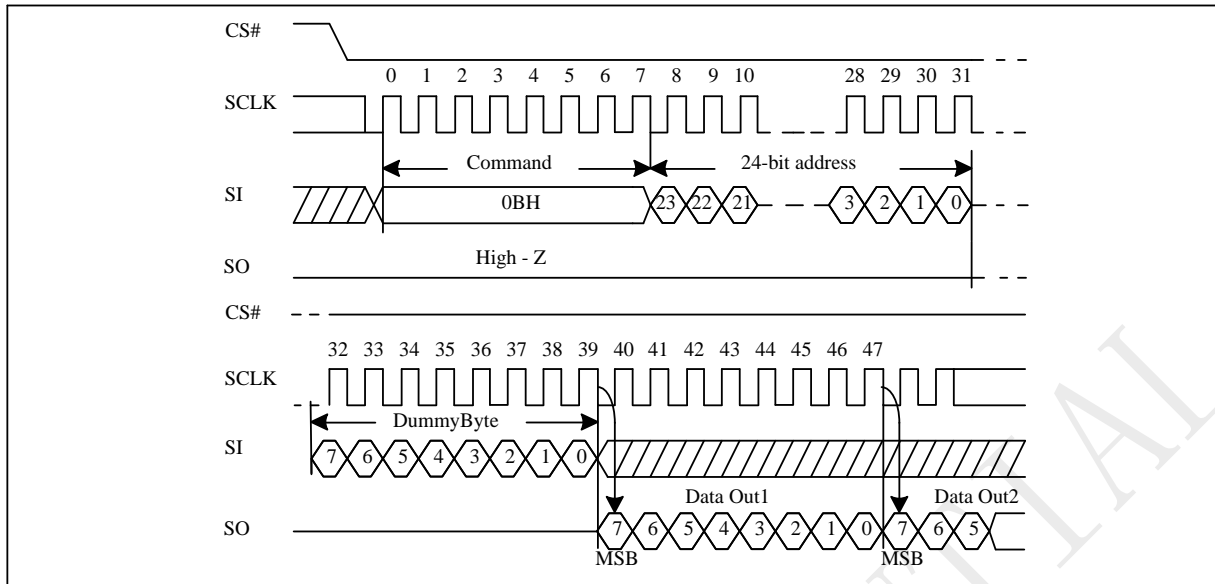 CS#
0 1 2 3 4 5 6 7 8 9 10 28 29 30 31
SCLK
Command 24-bit address
SI 0BH 23 22 21 3 2 1 0
High - Z
SO
CS#
32 33 34 35 36 37 38 39 40 41 42 43 44 45 46 47
SCLK
DummyByte
SI 7 6 5 4 3 2 1 0
Data Out1 Data Out2
SO 7 6 5 4 3 2 1 0 7 6 5
MSB MSB